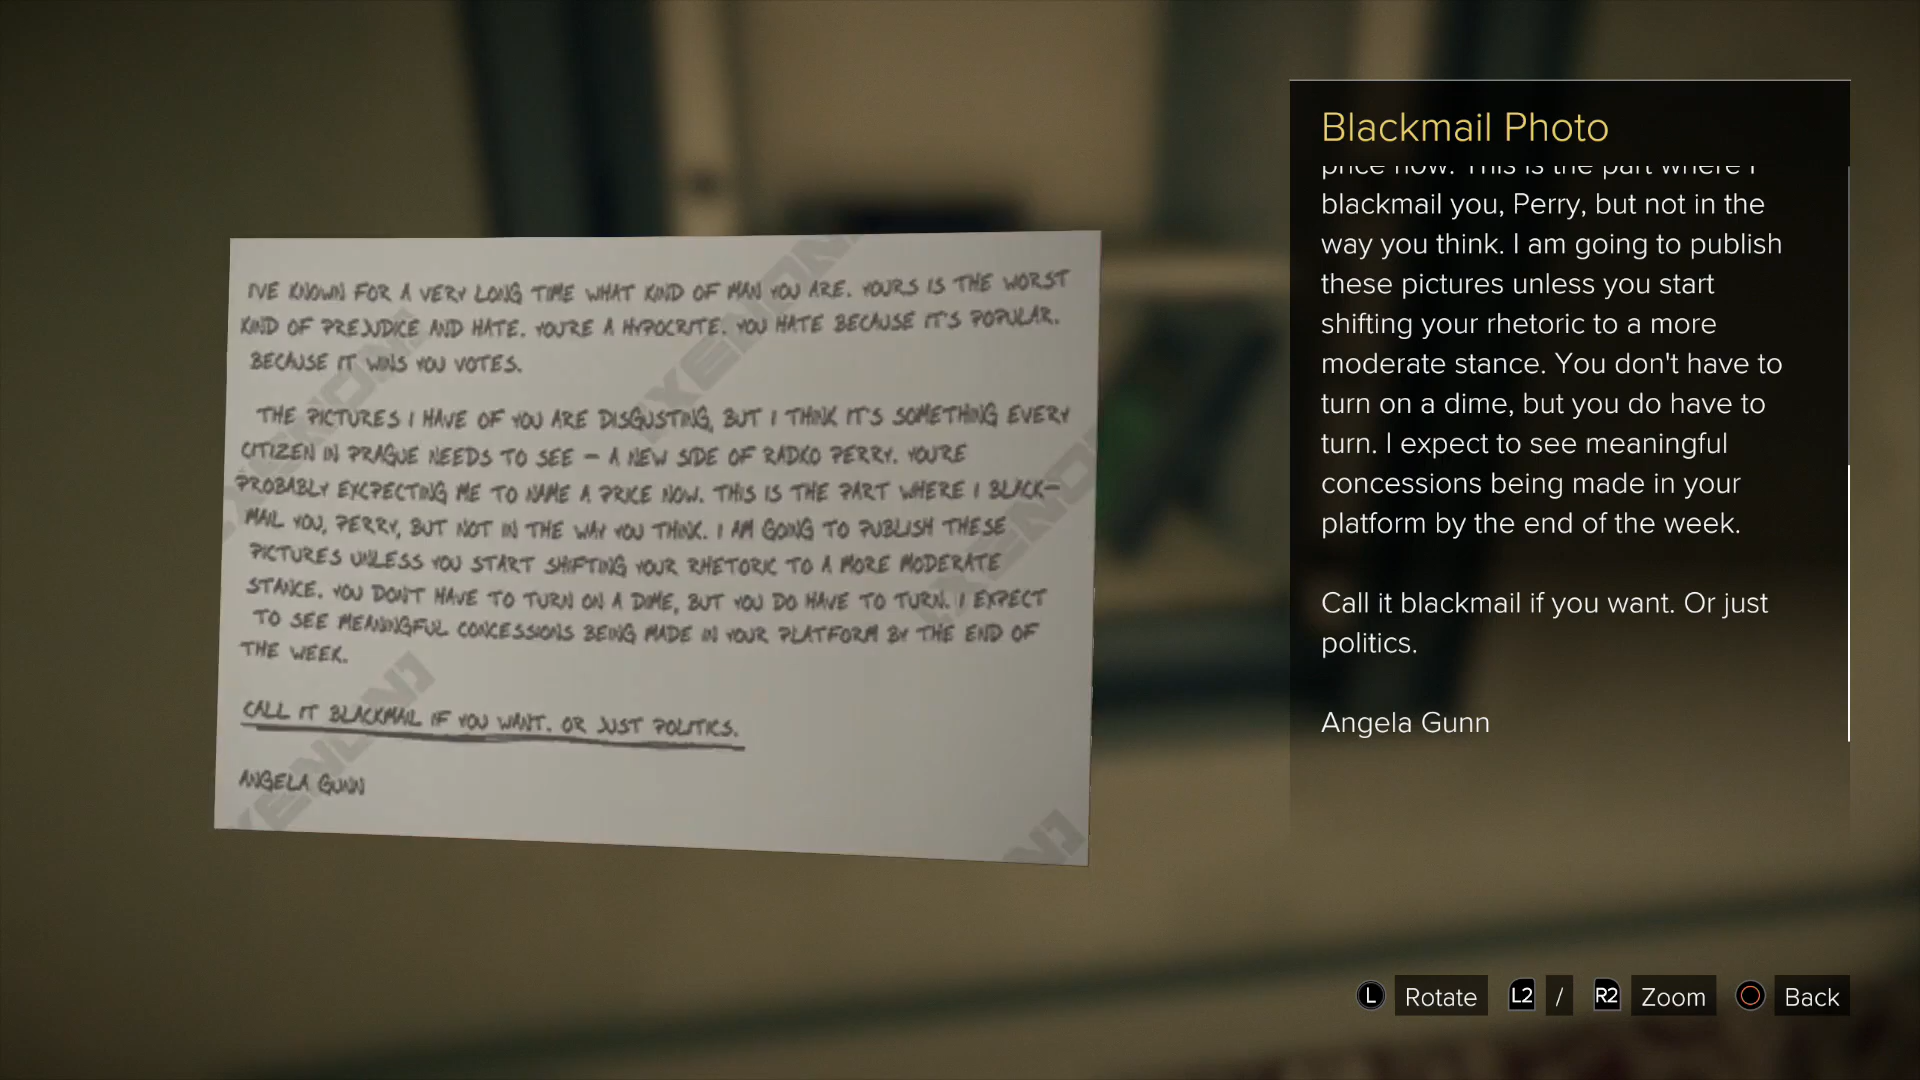 I'VE KNOWN FOR A VERY LONG TIME WHAT KIND OF MAN YOU ARE. YOURS IS THE WORST
KIND OF PREJUDICE AND HATE. YOU'RE A HYPOCRITE. YOU HATE BECAUSE IT'S POPULAR.
BECAUSE IT WINS YOU VOTES.
THE PICTURES I HAVE OF YOU ARE DISGUSTING, BUT I THINK IT'S SOMETHING EVERY
CITIZEN IN PRAGUE NEEDS TO SEE – A NEW SIDE OF RADKO PERRY. YOU'RE
PROBABLY EXCPECTING ME TO NAME A PRICE NOW. THIS IS THE PART WHERE I BLACK-
MAIL YOU, PERRY, BUT NOT IN THE WAY YOU THINK. I AM GOING TO PUBLISH THESE
PICTURES UNLESS YOU START SHIFTING YOUR RHETORIC TO A MORE MODERATE
STANCE. YOU DON'T HAVE TO TURN ON A DIME, BUT YOU DO HAVE TO TURN. I EXPECT
TO SEE MEANINGFUL CONCESSIONS BEING MADE IN YOUR PLATFORM BY THE END OF
THE WEEK.
CALL IT BLACKMAIL IF YOU WANT. OR JUST POLITICS.
ANGELA GUNN
Blackmail Photo
price now. This is the part where I
blackmail you, Perry, but not in the
way you think. I am going to publish
these pictures unless you start
shifting your rhetoric to a more
moderate stance. You don't have to
turn on a dime, but you do have to
turn. I expect to see meaningful
concessions being made in your
platform by the end of the week.
Call it blackmail if you want. Or just
politics.
Angela Gunn
L Rotate L2 / R2 Zoom Back